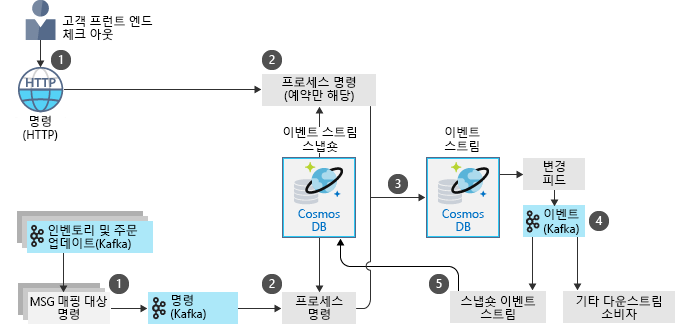 고객 프런트 엔드
체크 아웃
1
HTTP
명령
(HTTP)
2
프로세스 명령
(예약만 해당)
이벤트 스트림
스냅숏
Cosmos
DB
3
이벤트
스트림
Cosmos
DB
변경
피드
이벤트
(Kafka)
4
인벤토리 및 주문
업데이트(Kafka)
MSG 매핑 대상
명령
1
명령
(Kafka)
2
프로세스
명령
5
스냅숏 이벤트
스트림
기타 다운스트림
소비자